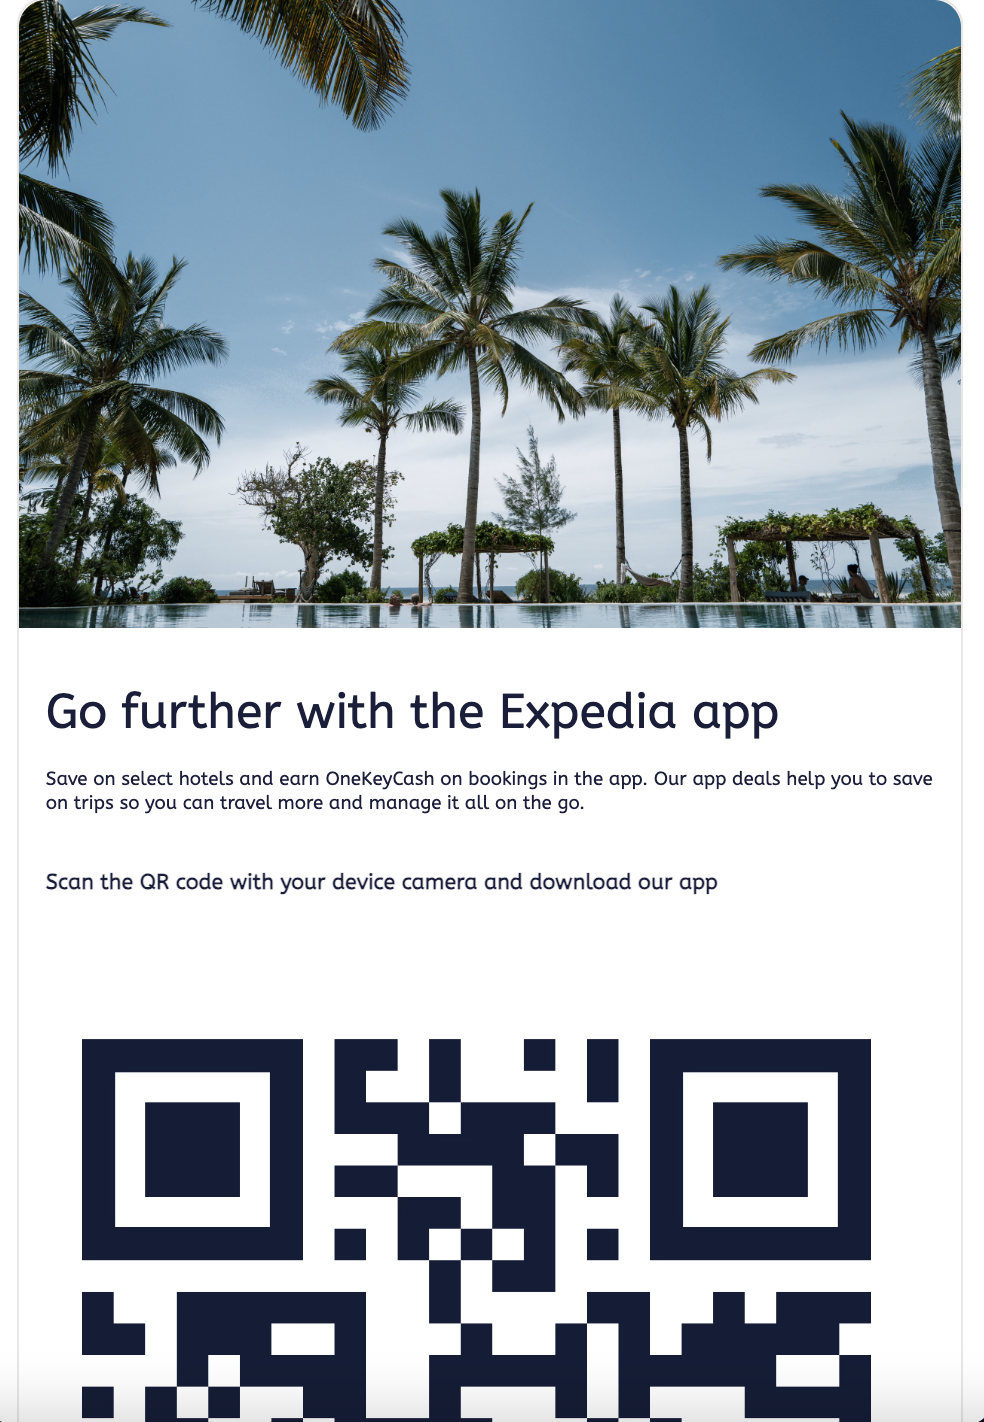 Go further with the Expedia app
Save on select hotels and earn OneKeyCash on bookings in the app. Our app deals help you to save
on trips so you can travel more and manage it all on the go.
Scan the QR code with your device camera and download our app